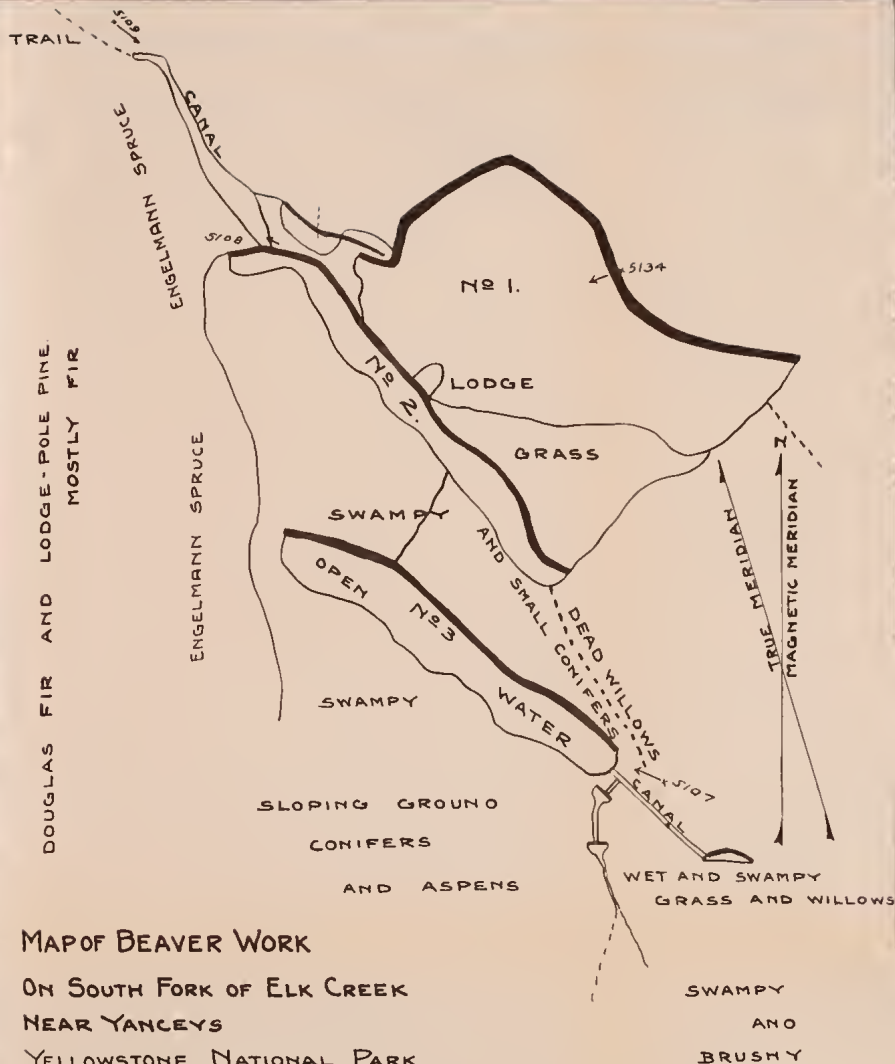 5109
TRAIL
CANAL
ENGELMANN SPRUCE
5108
No 1.
5134
No 2.
LODGE
GRASS
DOUGLAS FIR AND LODGE-POLE PINE.
MOSTLY FIR
ENGELMANN SPRUCE
SWAMPY
AND SMALL CONIFERS
DEAD WILLOWS
N
TRUE MERIDIAN
MAGNETIC MERIDIAN
OPEN
No 3
WATER
SWAMPY
5107
CANAL
SLOPING GROUND
CONIFERS
AND ASPENS
WET AND SWAMPY
GRASS AND WILLOWS
MAP OF BEAVER WORK
ON SOUTH FORK OF ELK CREEK
NEAR YANCEYS
YELLOWSTONE NATIONAL PARK
SWAMPY
AND
BRUSHY